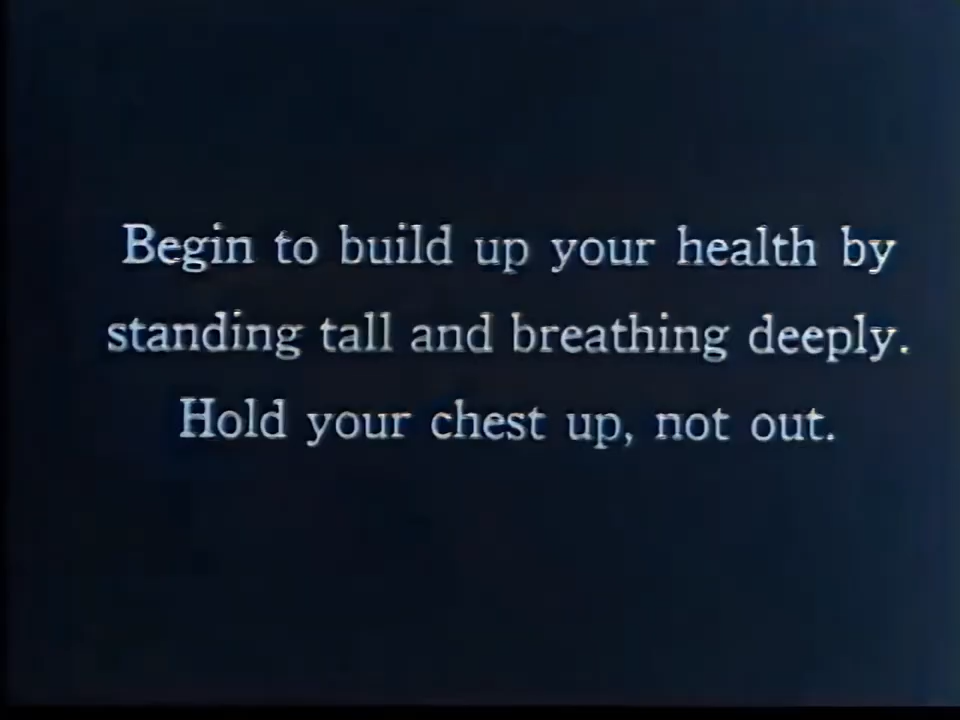 Begin to build up your health by
standing tall and breathing deeply.
Hold your chest up, not out.